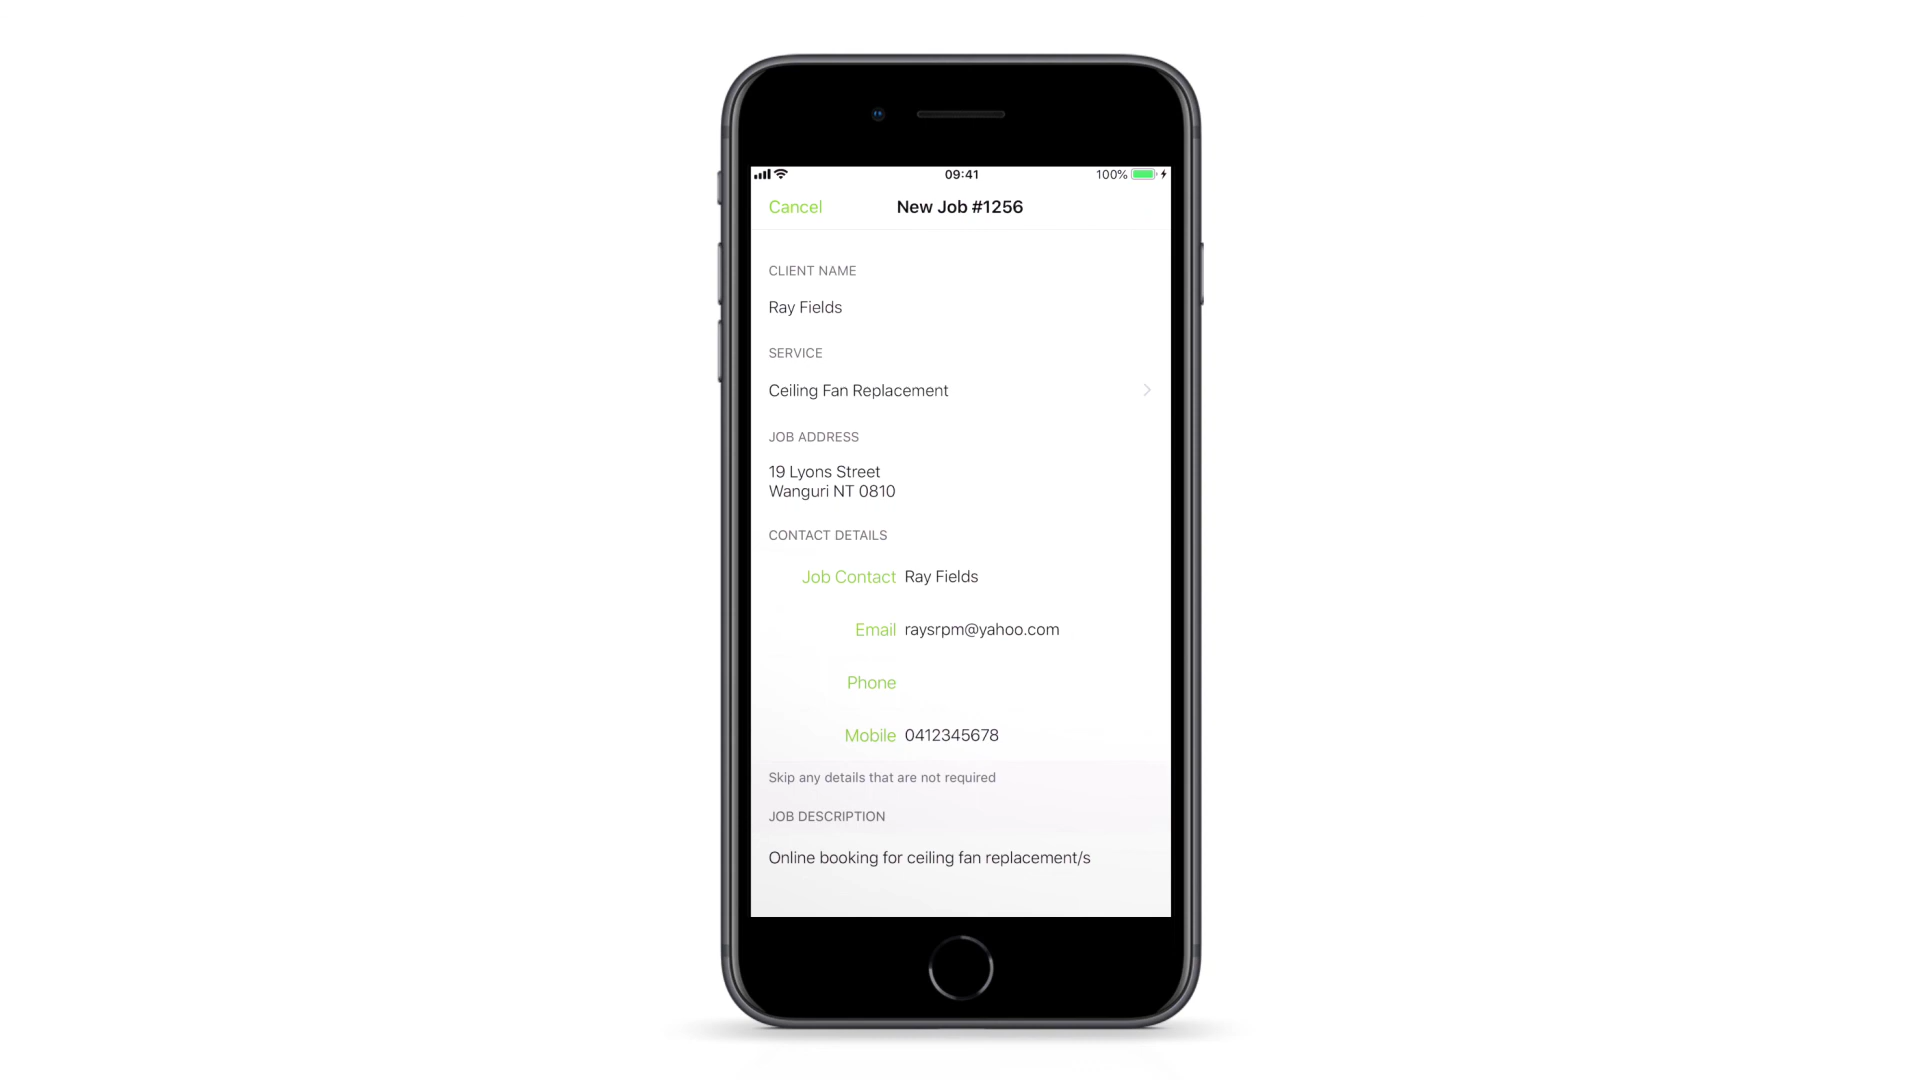 09:41
100%
Cancel
New Job #1256
CLIENT NAME
Ray Fields
SERVICE
Ceiling Fan Replacement
JOB ADDRESS
19 Lyons Street
Wanguri NT 0810
CONTACT DETAILS
Job Contact Ray Fields
Email raysrpm@yahoo.com
Phone
Mobile 0412345678
Skip any details that are not required
JOB DESCRIPTION
Online booking for ceiling fan replacement/s